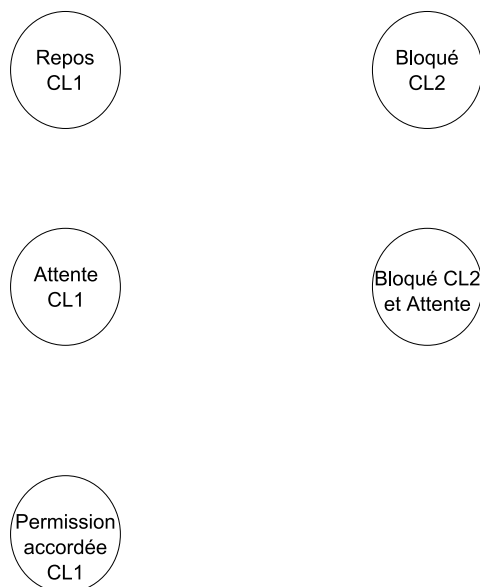 Repos
CL1
Bloqué
CL2
Attente
CL1
Bloqué CL2
et Attente
Permission
accordée
CL1